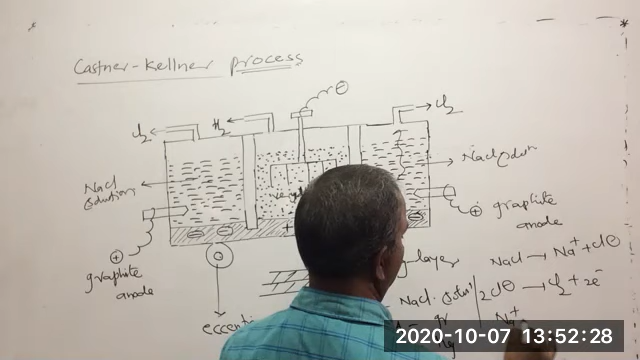 Castner-Kellner process
Cl2
H2
⊖
Cl2
NaCl
solution
NaCl soln
⊕
graphite
anode
⊕
graphite
anode
NaCl → Na+ + Cl⊖
2Cl⊖ → Cl2 + 2e-
Na+
layer
NaCl
eccent
2020-10-07 13:52:28